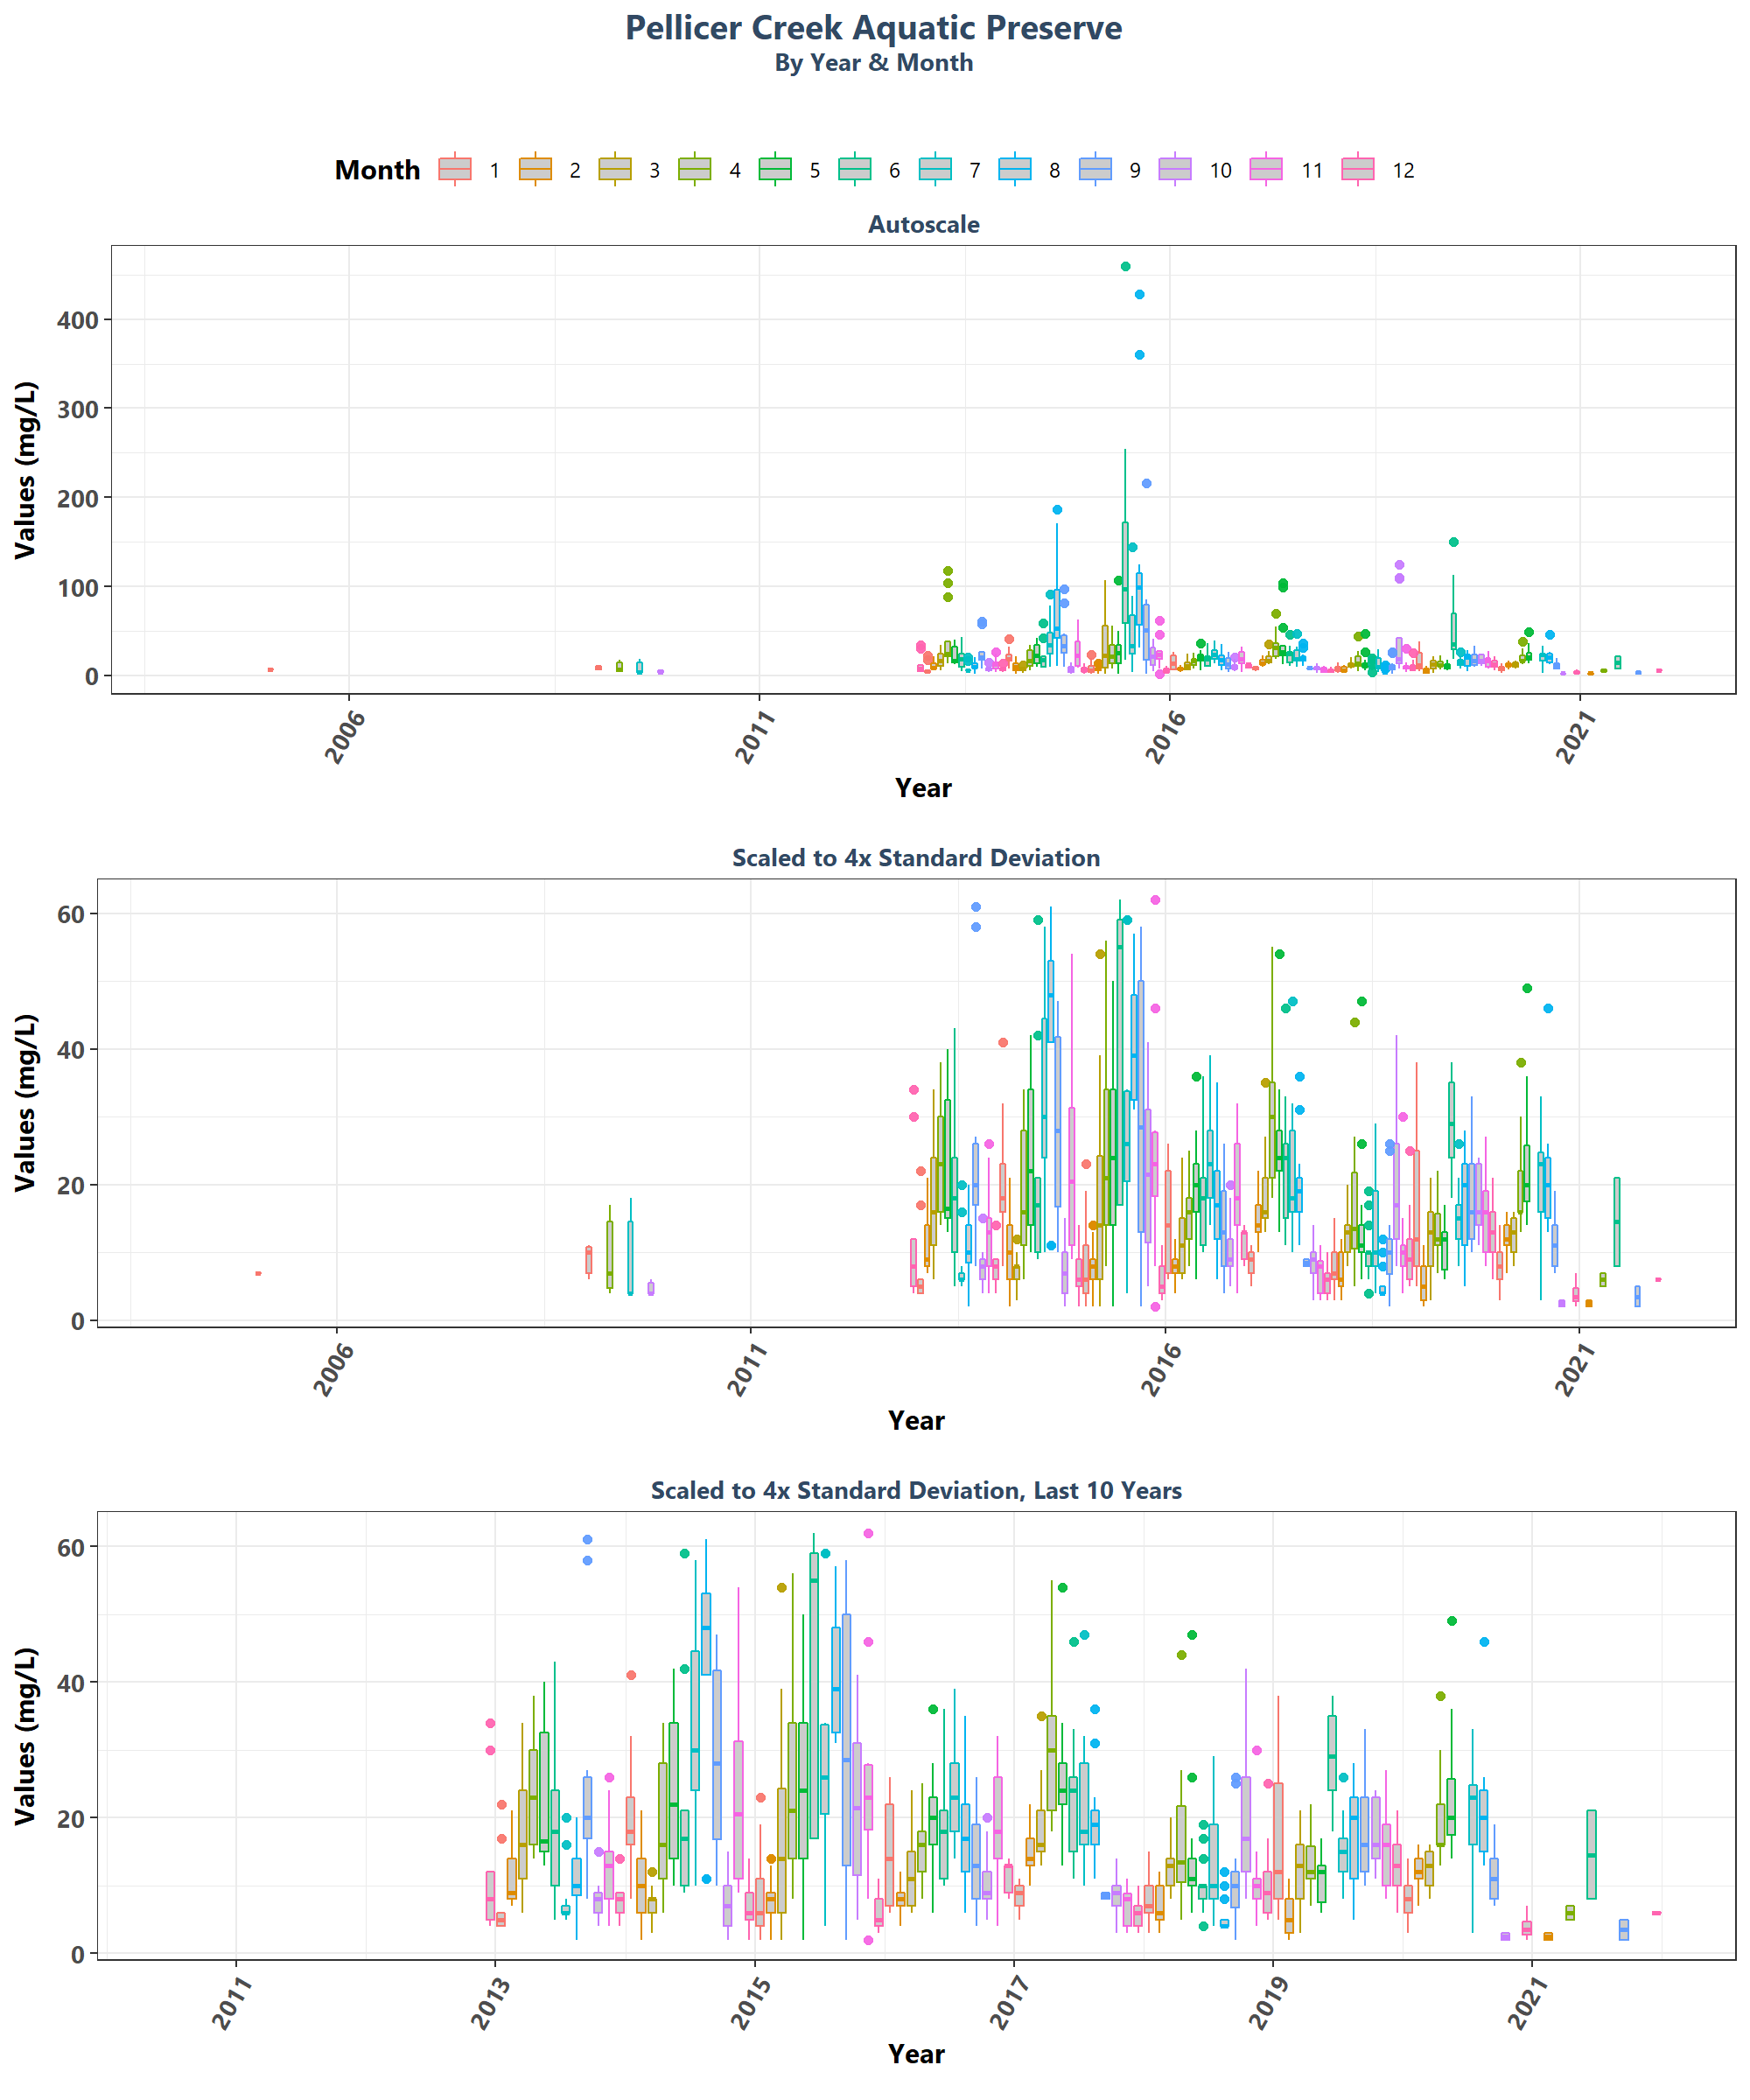 Pellicer Creek Aquatic Preserve
By Year & Month
Month 1 2 3 4 5 6 7 8 9 10 11 12
Autoscale
Values (mg/L)
400
300
200
100
0
2006 2011 2016 2021
Year
Scaled to 4x Standard Deviation
Values (mg/L)
60
40
20
0
2006 2011 2016 2021
Year
Scaled to 4x Standard Deviation, Last 10 Years
Values (mg/L)
60
40
20
0
2011 2013 2015 2017 2019 2021
Year